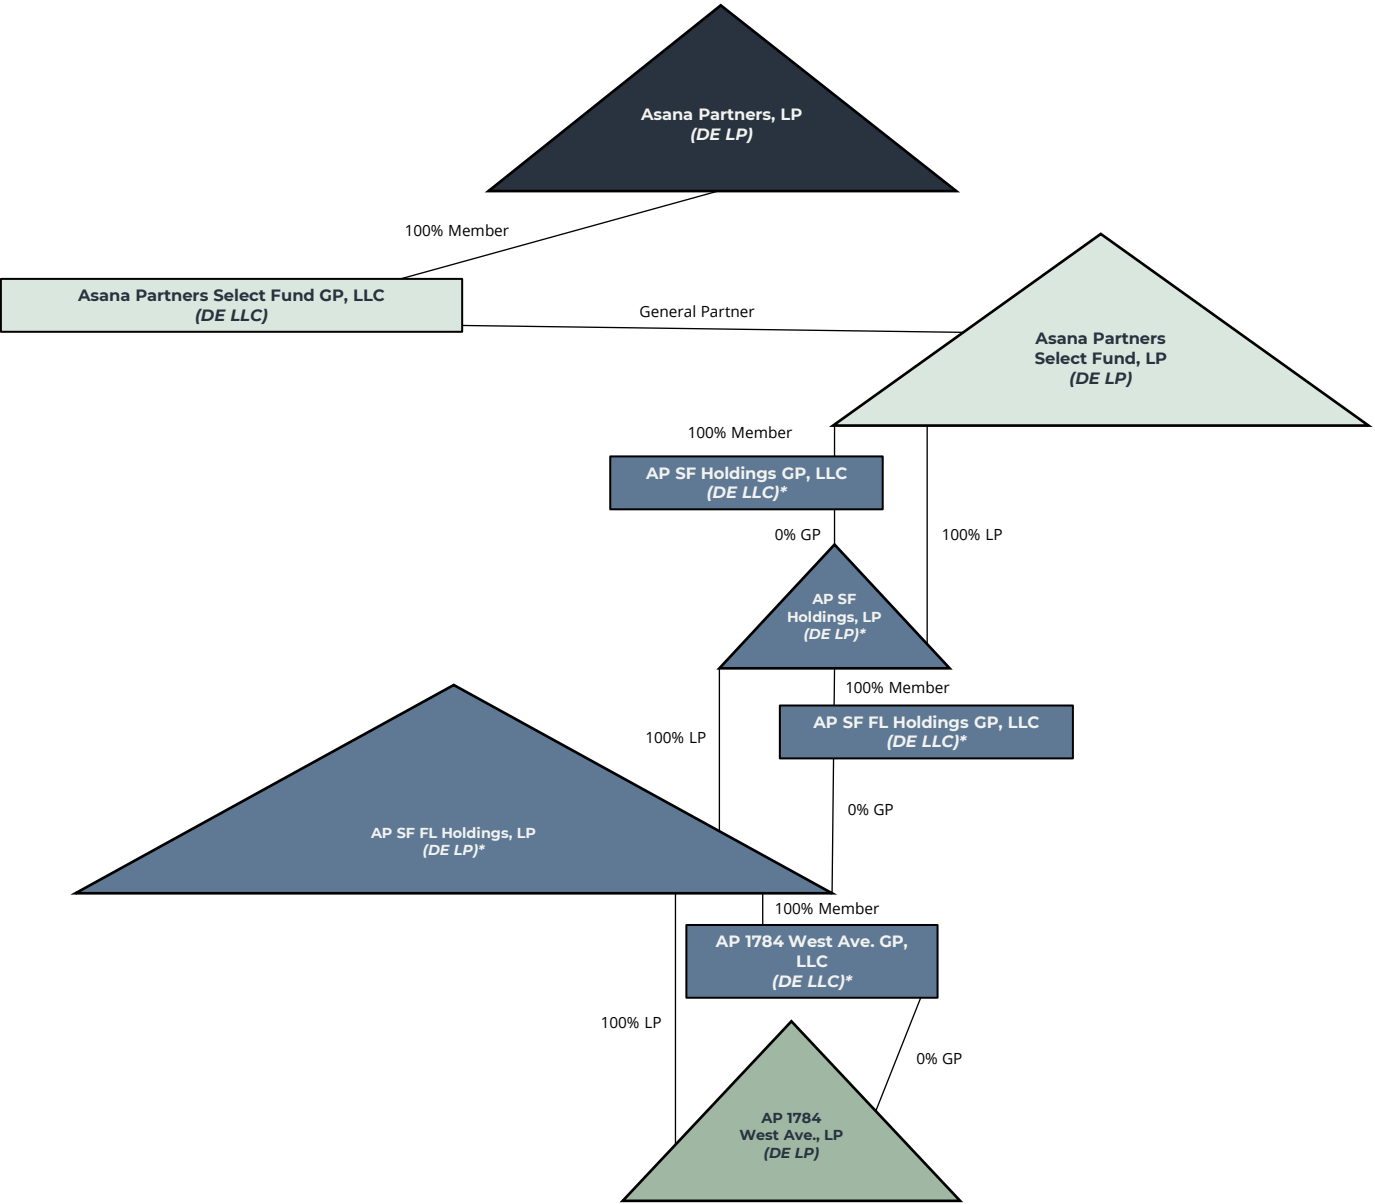 Asana Partners, LP
(DE LP)
100% Member
Asana Partners Select Fund GP, LLC
(DE LLC)
General Partner
Asana Partners
Select Fund, LP
(DE LP)
100% Member
AP SF Holdings GP, LLC
(DE LLC)*
0% GP
100% LP
AP SF
Holdings, LP
(DE LP)*
100% Member
AP SF FL Holdings GP, LLC
(DE LLC)*
100% LP
0% GP
AP SF FL Holdings, LP
(DE LP)*
100% Member
AP 1784 West Ave. GP,
LLC
(DE LLC)*
100% LP
0% GP
AP 1784
West Ave., LP
(DE LP)